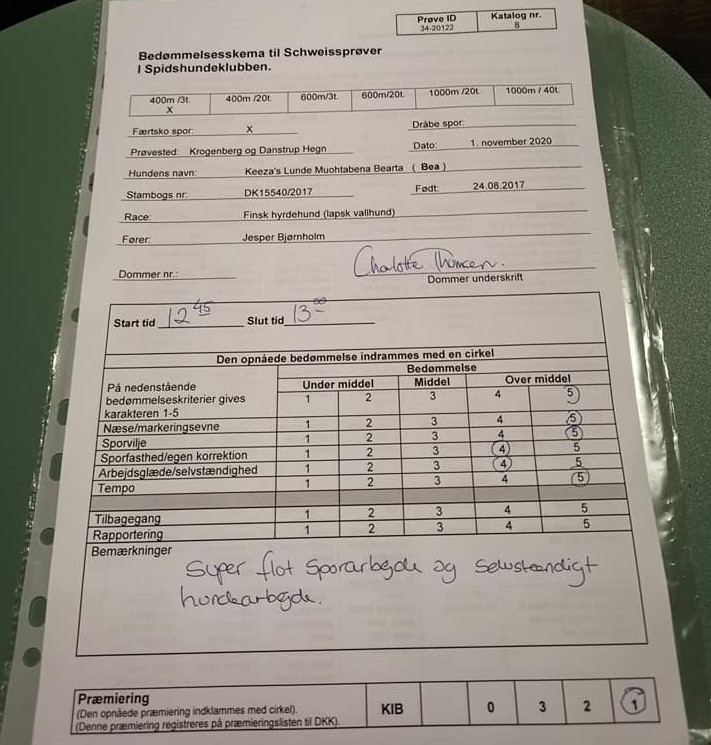 Prøve ID
34-20122
Katalog nr.
8
Bedømmelsesskema til Schweissprøver
I Spidshundeklubben.
400m /3t. 400m /20t. 600m/3t. 600m/20t. 1000m /20t. 1000m / 40t.
X
Færtsko spor: X Dråbe spor:
Prøvested: Krogenberg og Danstrup Hegn Dato: 1. november 2020
Hundens navn: Keeza's Lunde Muohtabena Bearta ( Bea )
Stambogs nr: DK15540/2017 Født: 24.08.2017
Race: Finsk hyrdehund (lapsk vallhund)
Fører: Jesper Bjørnholm
Dommer nr.: Charlotte
Dommer underskrift
Start tid 12 45 Slut tid 13 00
Den opnåede bedømmelse indrammes med en cirkel
På nedenstående bedømmelseskriterier gives karakteren 1-5
Bedømmelse
Under middel Middel Over middel
1 2 3 4 5
Næse/markeringsevne 1 2 3 4 5
Sporvilje 1 2 3 4 5
Sporfasthed/egen korrektion 1 2 3 4 5
Arbejdsglæde/selvstændighed 1 2 3 4 5
Tempo 1 2 3 4 5
Tilbagegang 1 2 3 4 5
Rapportering 1 2 3 4 5
Bemærkninger
Super flot Sporarbejde og Selvstændigt
hundearbejde.
Præmiering
(Den opnåede præmiering indklammes med cirkel).
(Denne præmiering registreres på præmieringslisten til DKK).
KIB 0 3 2 1